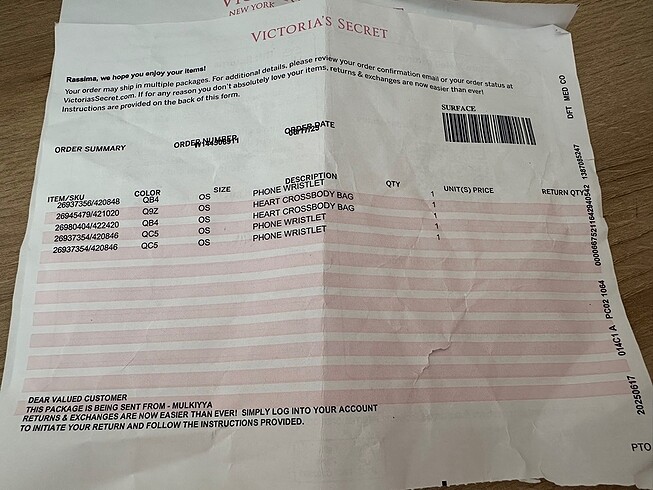 NEW YORK
VICTORIA'S SECRET
Rassima, we hope you enjoy your items!
Your order may ship in multiple packages. For additional details, please review your order confirmation email or your order status at
VictoriasSecret.com. If for any reason you don't absolutely love your items, returns & exchanges are now easier than ever!
Instructions are provided on the back of this form.
SURFACE
ORDER SUMMARY
ORDER NUMBER
ORDER DATE
ITEM/SKU COLOR SIZE DESCRIPTION QTY UNIT(S) PRICE RETURN QTY
26937356/420848 QB4 OS PHONE WRISTLET 1
26945479/421020 Q9Z OS HEART CROSSBODY BAG 1
26980404/422420 QB4 OS HEART CROSSBODY BAG 1
26937354/420846 QC5 OS PHONE WRISTLET 1
26937354/420846 QC5 OS PHONE WRISTLET 1
DEAR VALUED CUSTOMER
THIS PACKAGE IS BEING SENT FROM - MULKIYYA
RETURNS & EXCHANGES ARE NOW EASIER THAN EVER! SIMPLY LOG INTO YOUR ACCOUNT
TO INITIATE YOUR RETURN AND FOLLOW THE INSTRUCTIONS PROVIDED.
20250617 014C1 A PC02 1064 DFT MED CO
PTO